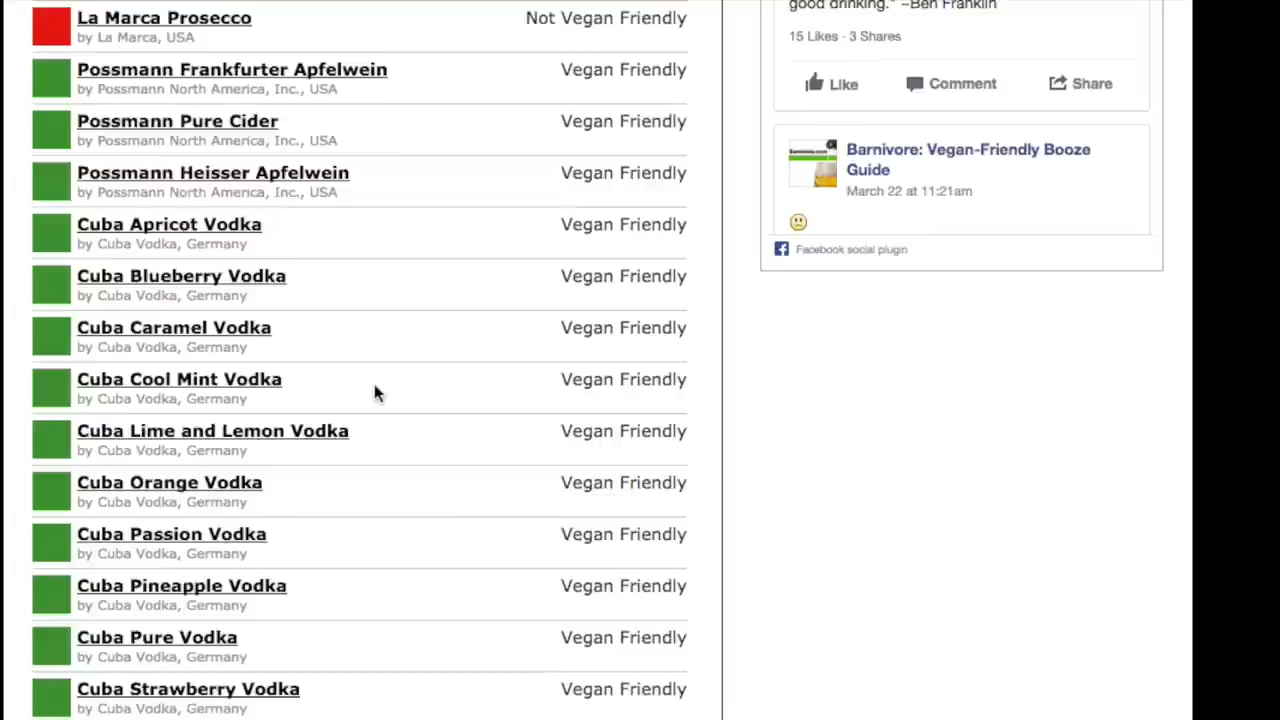 La Marca Prosecco Not Vegan Friendly
by La Marca, USA
Possmann Frankfurter Apfelwein Vegan Friendly
by Possmann North America, Inc., USA
Possmann Pure Cider Vegan Friendly
by Possmann North America, Inc., USA
Possmann Heisser Apfelwein Vegan Friendly
by Possmann North America, Inc., USA
Cuba Apricot Vodka Vegan Friendly
by Cuba Vodka, Germany
Cuba Blueberry Vodka Vegan Friendly
by Cuba Vodka, Germany
Cuba Caramel Vodka Vegan Friendly
by Cuba Vodka, Germany
Cuba Cool Mint Vodka Vegan Friendly
by Cuba Vodka, Germany
Cuba Lime and Lemon Vodka Vegan Friendly
by Cuba Vodka, Germany
Cuba Orange Vodka Vegan Friendly
by Cuba Vodka, Germany
Cuba Passion Vodka Vegan Friendly
by Cuba Vodka, Germany
Cuba Pineapple Vodka Vegan Friendly
by Cuba Vodka, Germany
Cuba Pure Vodka Vegan Friendly
by Cuba Vodka, Germany
Cuba Strawberry Vodka Vegan Friendly
by Cuba Vodka, Germany
good drinking." ~Ben Franklin
15 Likes · 3 Shares
Like Comment Share
Barnivore: Vegan-Friendly Booze
Guide
March 22 at 11:21am
Facebook social plugin